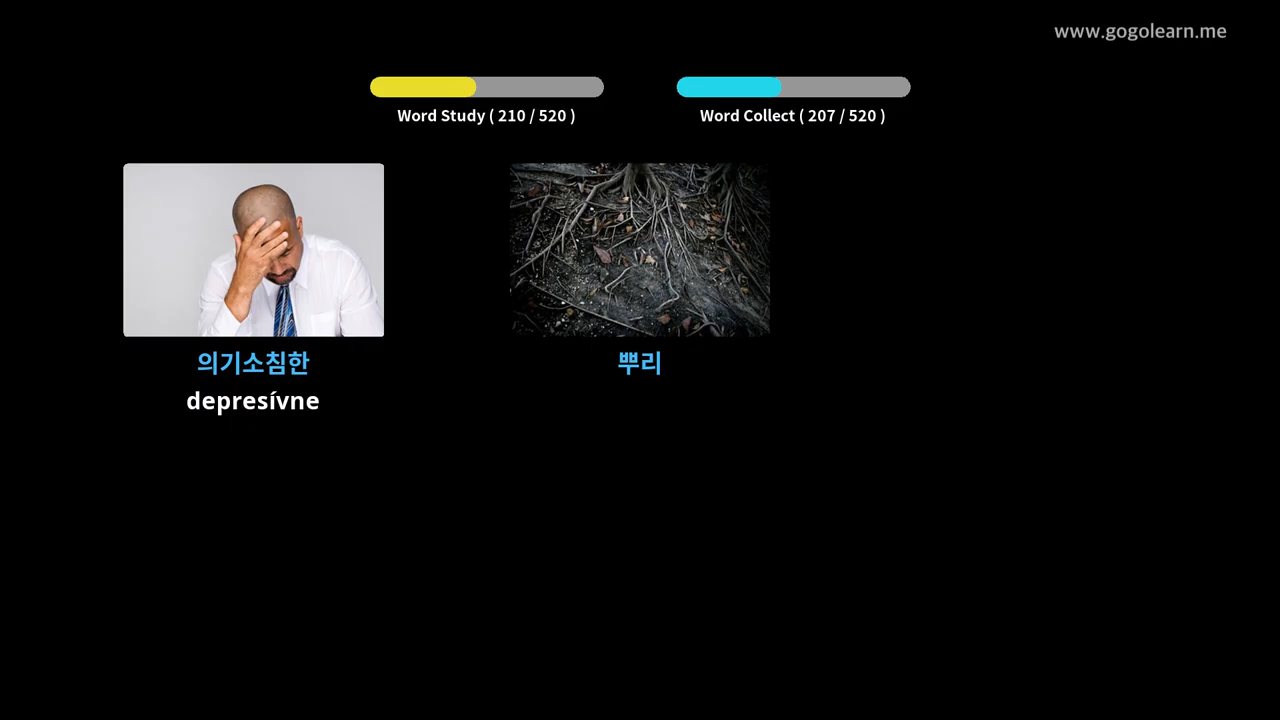 www.gogolearn.me
Word Study ( 210 / 520 )
Word Collect ( 207 / 520 )
의기소침한
depresívne
뿌리